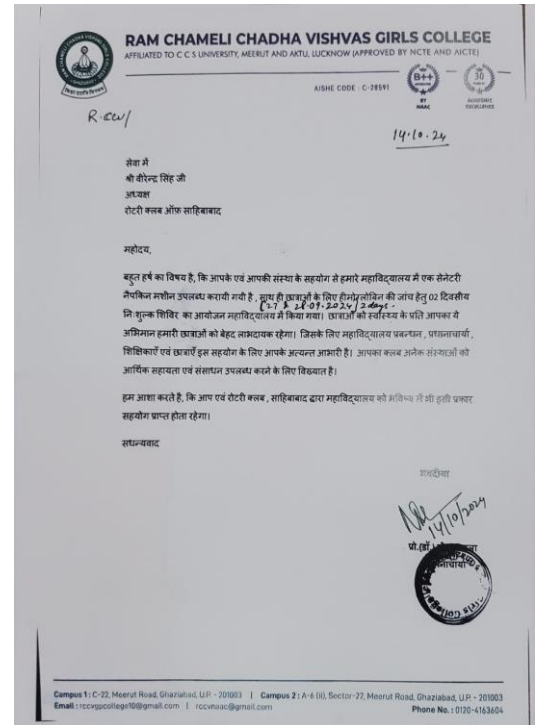 RAM CHAMELI CHADHA VISHVAS GIRLS COLLEGE
AFFILIATED TO C C S UNIVERSITY, MEERUT AND AKTU, LUCKNOW (APPROVED BY NCTE AND AICTE)
AISHE CODE : C-28591
B++
BY
NAAC
30
14.10.24
सेवा में
श्री वीरेन्द्र सिंह जी
अध्यक्ष
रोटरी क्लब ऑफ़ साहिबाबाद
महोदय,
बहुत हर्ष का विषय है, कि आपके एवं आपकी संस्था के सहयोग से हमारे महाविद्यालय में एक सेनेटरी
नैपकिन मशीन उपलब्ध करायी गयी है , साथ ही छात्राओं के लिए हीमोग्लोबिन की जांच हेतु 02 दिवसीय
(27 & 28.09.2024) 2days.
नि:शुल्क शिविर का आयोजन महाविद्यालय में किया गया। छात्राओं को स्वास्थ्य के प्रति आपका ये
अभिमान हमारी छात्राओं को बेहद लाभदायक रहेगा। जिसके लिए महाविद्यालय प्रबन्धन , प्रधानाचार्या ,
शिक्षिकाएँ एवं छात्राएँ इस सहयोग के लिए आपके अत्यन्त आभारी है। आपका क्लब अनेक संस्थाओं को
आर्थिक सहायता एवं संसाधन उपलब्ध करने के लिए विख्यात है।
हम आशा करते है, कि आप एवं रोटरी क्लब , साहिबाबाद द्वारा महाविद्यालय को भविष्य में भी इसी प्रकार
सहयोग प्राप्त होता रहेगा।
सधन्यवाद
भवदीया
14/10/2024
प्रो.(डॉ.)
Campus 1 : C-22, Meerut Road, Ghaziabad, U.P. - 201003 | Campus 2 : A-6 (ii), Sector-27, Meerut Road, Ghaziabad, U.P. - 201003
Email : rccvgpcollege10@gmail.com | rccvnaac@gmail.com Phone No. : 0120-4163604